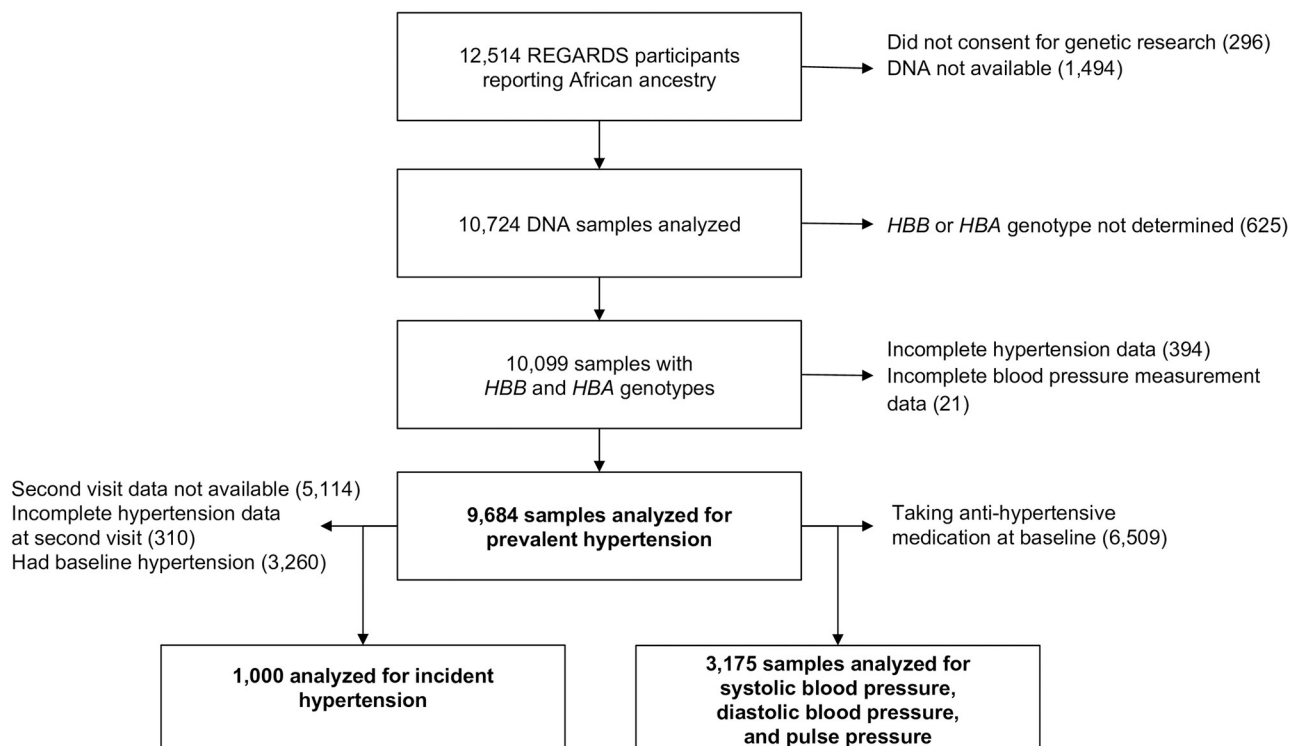 12,514 REGARDS participants
reporting African ancestry
Did not consent for genetic research (296)
DNA not available (1,494)
10,724 DNA samples analyzed
HBB or HBA genotype not determined (625)
10,099 samples with
HBB and HBA genotypes
Incomplete hypertension data (394)
Incomplete blood pressure measurement
data (21)
Second visit data not available (5,114)
Incomplete hypertension data
at second visit (310)
Had baseline hypertension (3,260)
9,684 samples analyzed for
prevalent hypertension
Taking anti-hypertensive
medication at baseline (6,509)
1,000 analyzed for incident
hypertension
3,175 samples analyzed for
systolic blood pressure,
diastolic blood pressure,
and pulse pressure